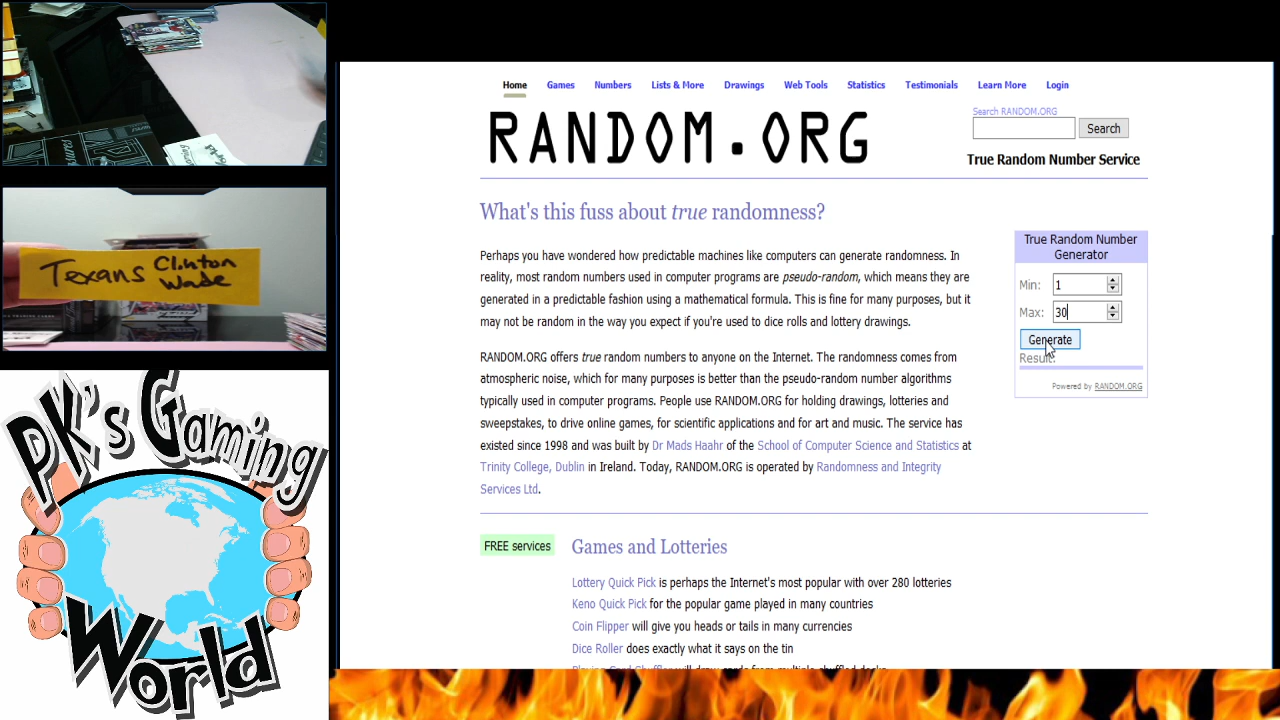 Texans Clinton
Wade
PK's Gaming
World
Home Games Numbers Lists & More Drawings Web Tools Statistics Testimonials Learn More Login
RANDOM.ORG
Search RANDOM.ORG
Search
True Random Number Service
What's this fuss about true randomness?
Perhaps you have wondered how predictable machines like computers can generate randomness. In
reality, most random numbers used in computer programs are pseudo-random, which means they are
generated in a predictable fashion using a mathematical formula. This is fine for many purposes, but it
may not be random in the way you expect if you're used to dice rolls and lottery drawings.
RANDOM.ORG offers true random numbers to anyone on the Internet. The randomness comes from
atmospheric noise, which for many purposes is better than the pseudo-random number algorithms
typically used in computer programs. People use RANDOM.ORG for holding drawings, lotteries and
sweepstakes, to drive online games, for scientific applications and for art and music. The service has
existed since 1998 and was built by Dr Mads Haahr of the School of Computer Science and Statistics at
Trinity College, Dublin in Ireland. Today, RANDOM.ORG is operated by Randomness and Integrity
Services Ltd.
True Random Number
Generator
Min: 1
Max: 30
Generate
Result:
Powered by RANDOM.ORG
FREE services
Games and Lotteries
Lottery Quick Pick is perhaps the Internet's most popular with over 280 lotteries
Keno Quick Pick for the popular game played in many countries
Coin Flipper will give you heads or tails in many currencies
Dice Roller does exactly what it says on the tin